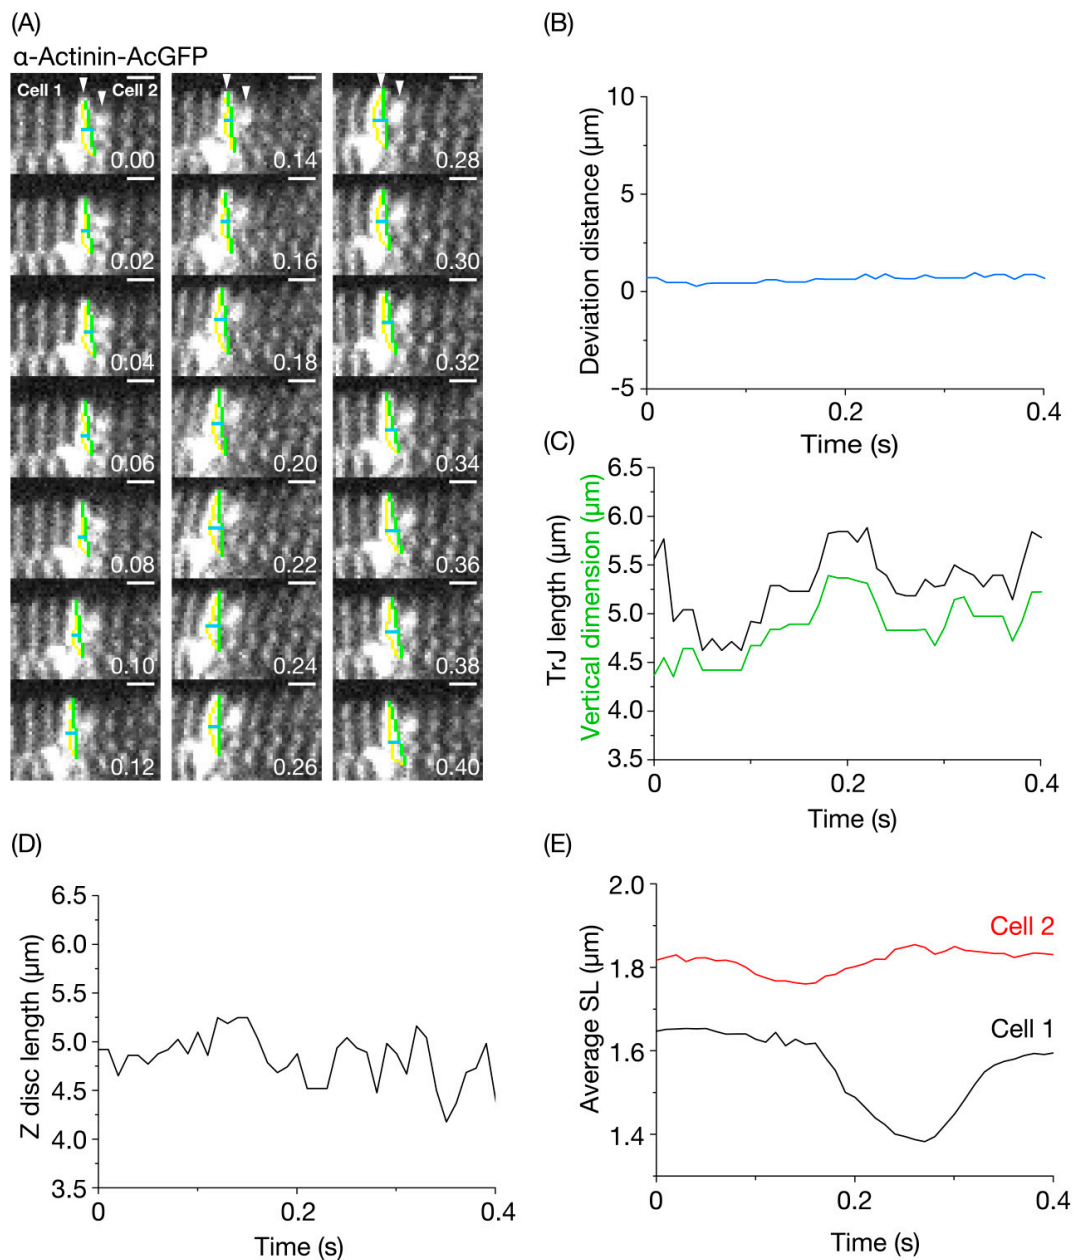 (A)
α-Actinin-AcGFP
Cell 1 Cell 2
0.00
0.02
0.04
0.06
0.08
0.10
0.12
0.14
0.16
0.18
0.20
0.22
0.24
0.26
0.28
0.30
0.32
0.34
0.36
0.38
0.40
(B)
Deviation distance (μm)
10
5
0
-5
0 0.2 0.4
Time (s)
(C)
TrJ length (μm)
Vertical dimension (μm)
6.5
6.0
5.5
5.0
4.5
4.0
3.5
0 0.2 0.4
Time (s)
(D)
Z disc length (μm)
6.5
6.0
5.5
5.0
4.5
4.0
3.5
0 0.2 0.4
Time (s)
(E)
Average SL (μm)
2.0
1.8
1.6
1.4
Cell 2
Cell 1
0 0.2 0.4
Time (s)